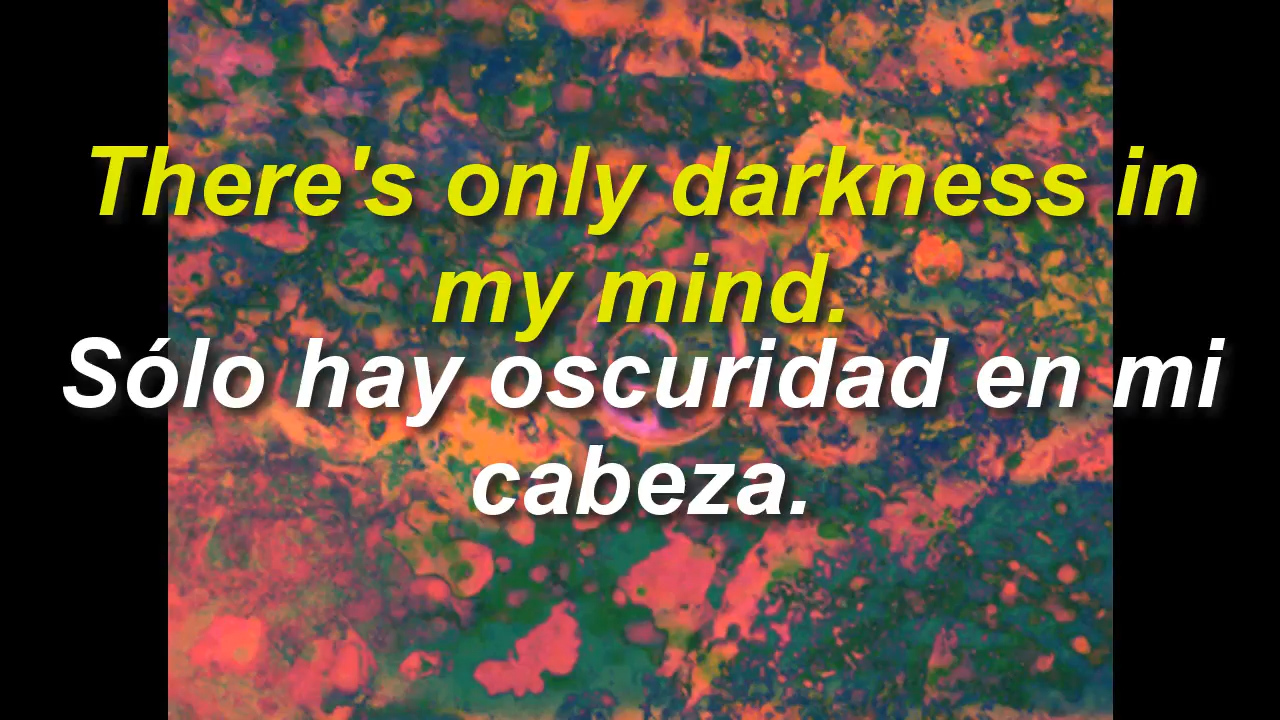 There's only darkness in
my mind.
Sólo hay oscuridad en mi
cabeza.